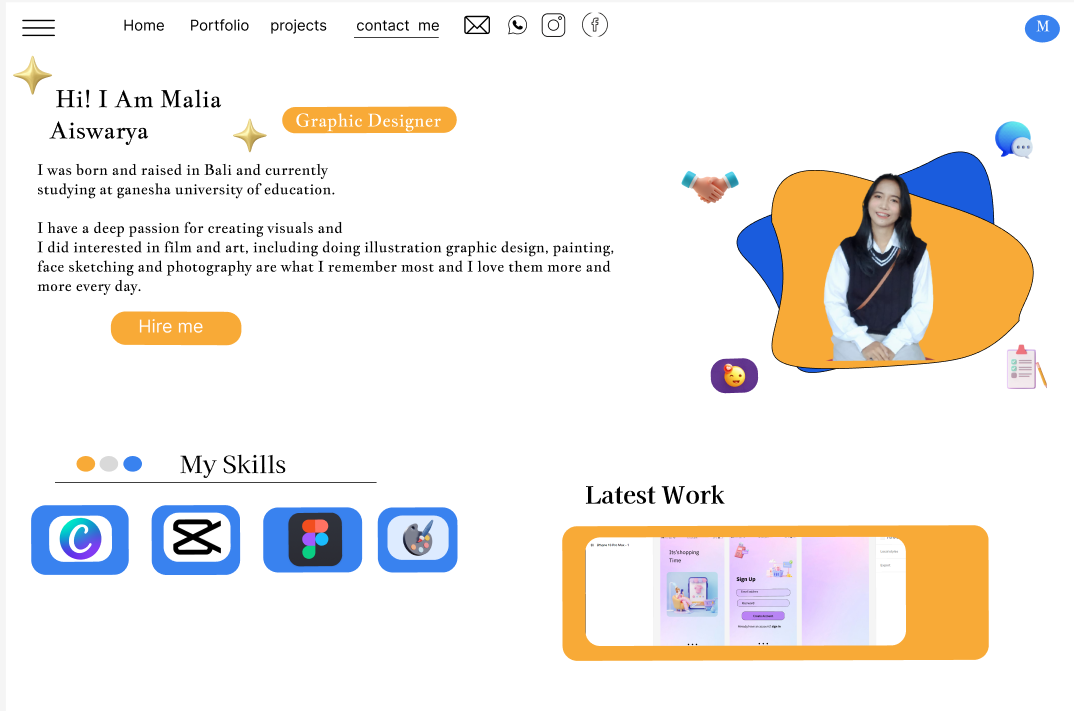 Home Portfolio projects contact me
M
Hi! I Am Malia
Aiswarya
Graphic Designer
I was born and raised in Bali and currently
studying at ganesha university of education.
I have a deep passion for creating visuals and
I did interested in film and art, including doing illustration graphic design, painting,
face sketching and photography are what I remember most and I love them more and
more every day.
Hire me
My Skills
Latest Work
Its'shopping
Time
Sign Up